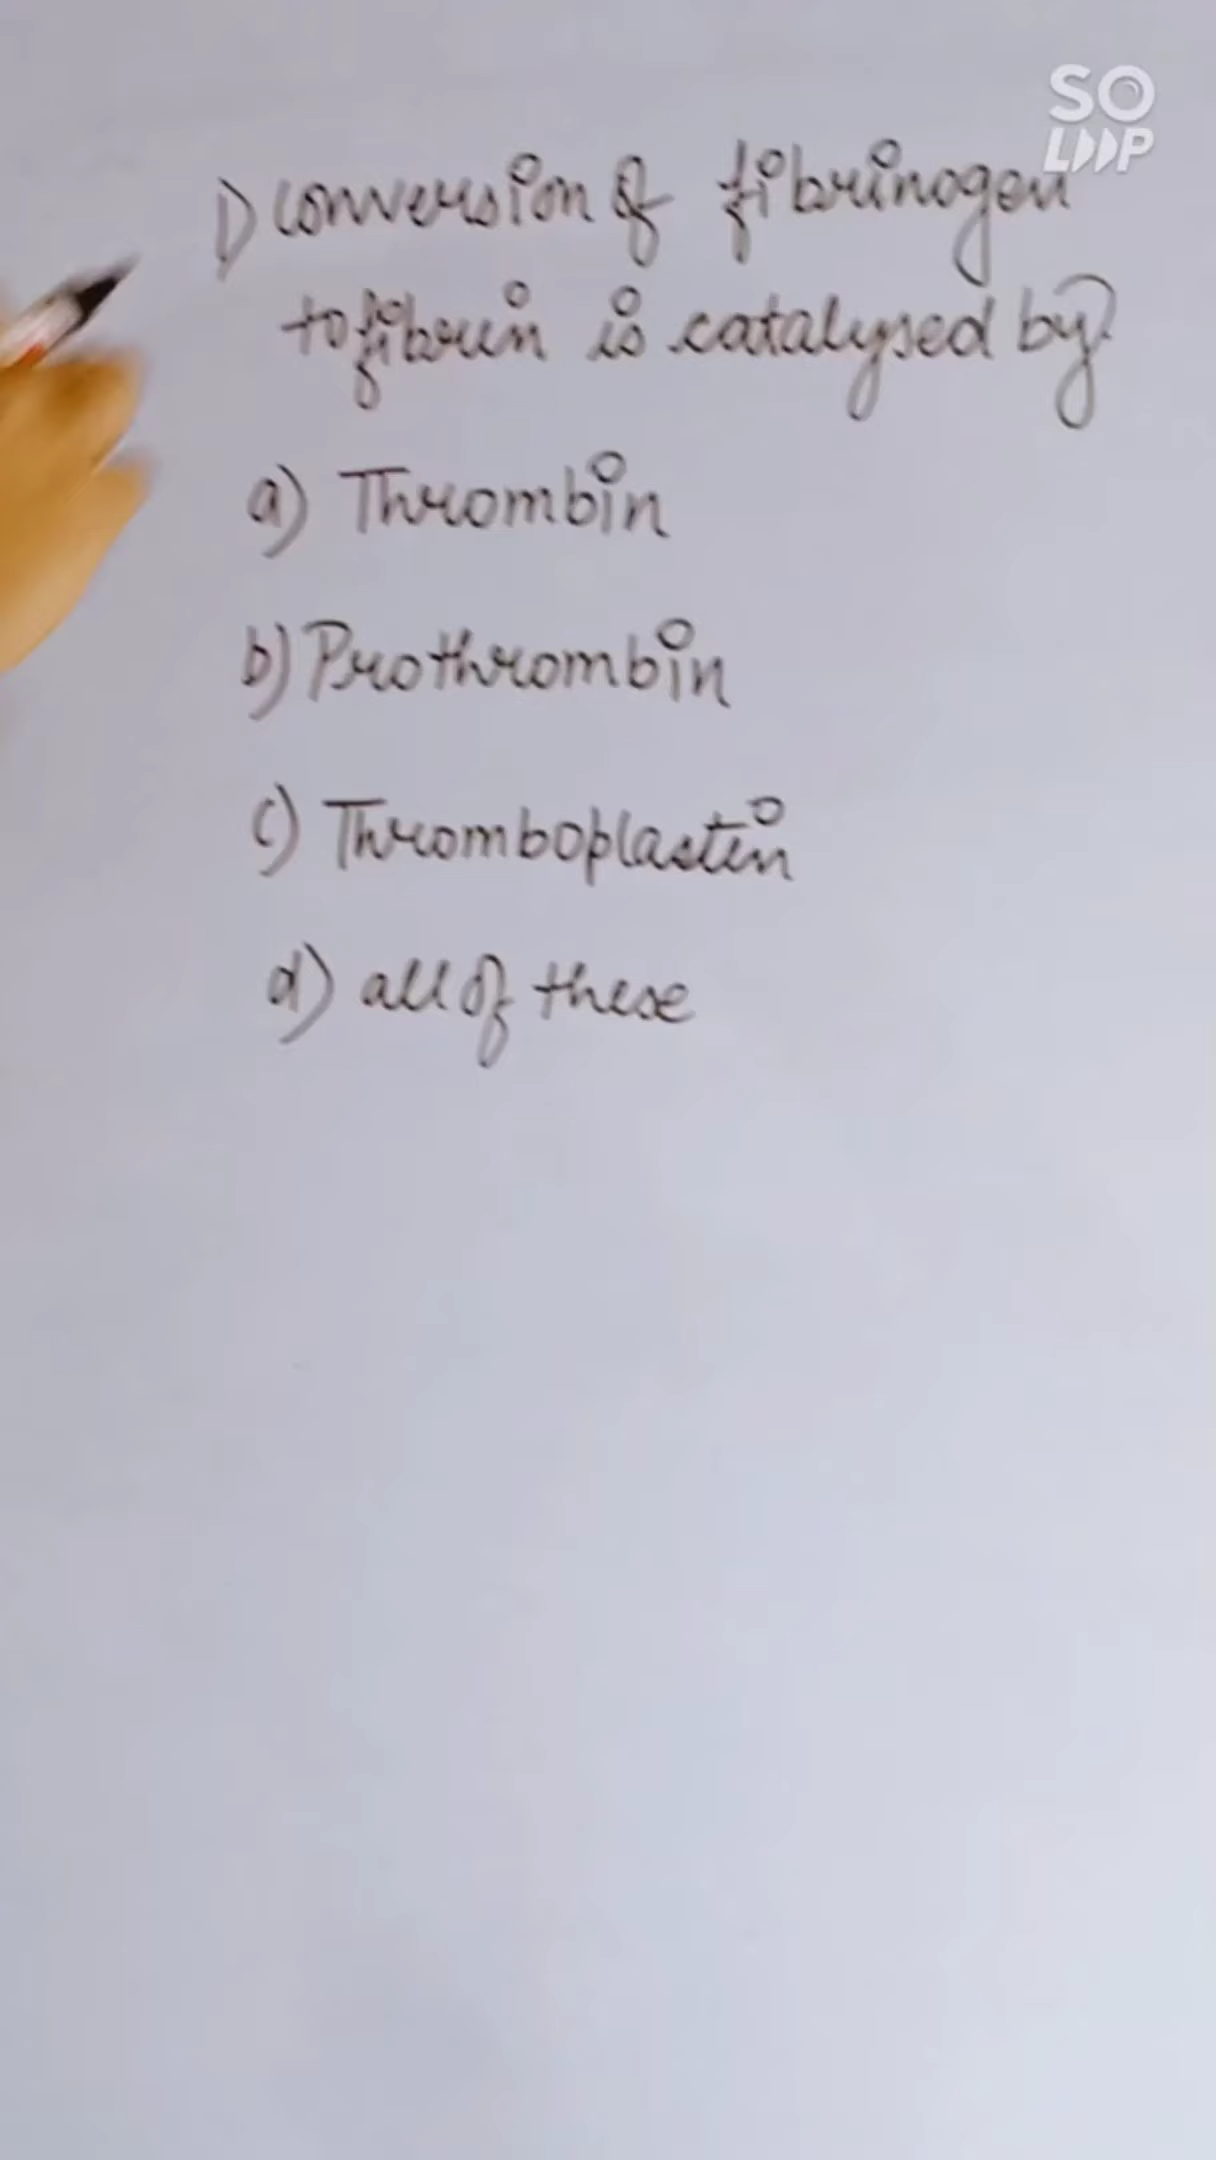 SO
LOOP
1) conversion of fibrinogen
to fibrin is catalysed by?
a) Thrombin
b) Prothrombin
c) Thromboplastin
d) all of these